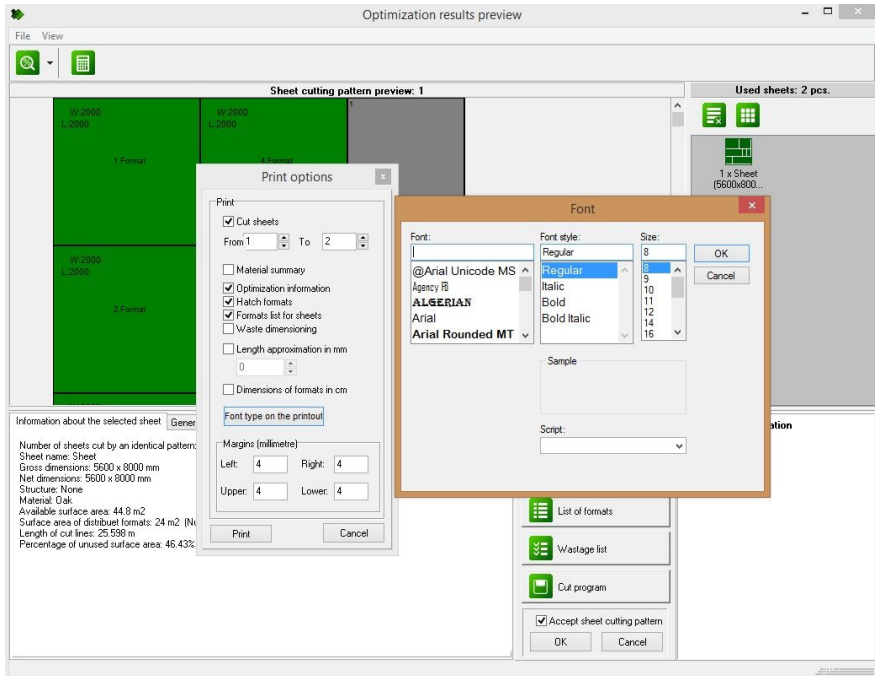 Optimization results preview
File View
Sheet cutting pattern preview: 1
Used sheets: 2 pcs.
W:2000
L:2000
1.Format
W:2000
L:2000
4.Format
1
W:2000
L:2000
2.Format
1 x Sheet
(5600x800...
Print options
Print
Cut sheets
From 1 To 2
Material summary
Optimization information
Hatch formats
Formats list for sheets
Waste dimensioning
Length approximation in mm
0
Dimensions of formats in cm
Font type on the printout
Margins (millimetre)
Left: 4 Right: 4
Upper: 4 Lower: 4
Print Cancel
Font
Font: Font style: Size:
Regular 8
@Arial Unicode MS
Agency FB
ALGERIAN
Arial
Arial Rounded MT
Regular
Italic
Bold
Bold Italic
8
9
10
11
12
14
16
OK
Cancel
Sample
Script:
Information about the selected sheet Gener
Number of sheets cut by an identical pattern:
Sheet name: Sheet
Gross dimensions: 5600 x 8000 mm
Net dimensions: 5600 x 8000 mm
Structure: None
Material: Oak
Available surface area: 44.8 m2
Surface area of distribuet formats: 24 m2 (Nu
Length of cut lines: 25.598 m
Percentage of unused surface area: 46.43%
ation
List of formats
Wastage list
Cut program
Accept sheet cutting pattern
OK Cancel